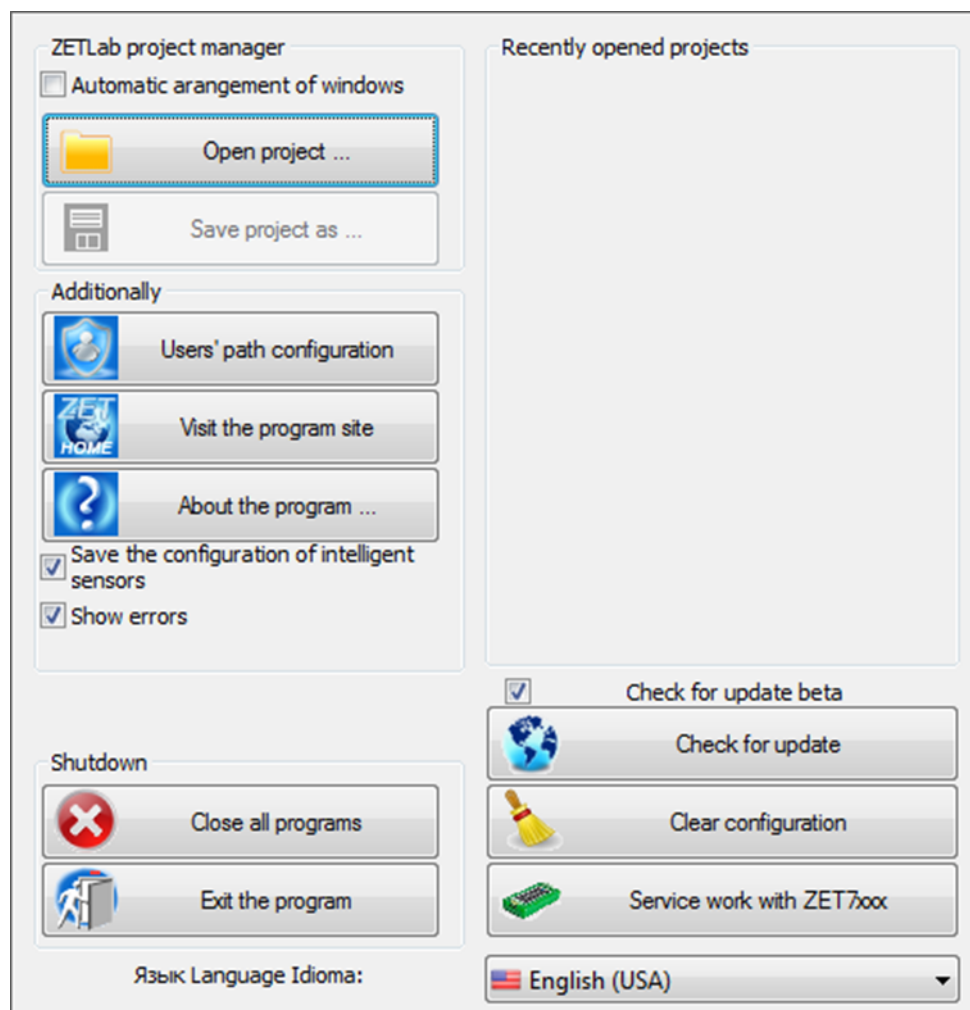 ZETLab project manager
Automatic arangement of windows
Open project ...
Save project as ...
Additionally
Users' path configuration
ZET
HOME
Visit the program site
?
About the program ...
Save the configuration of intelligent
sensors
Show errors
Shutdown
Close all programs
Exit the program
Язык Language Idioma:
Recently opened projects
Check for update beta
Check for update
Clear configuration
Service work with ZET7xxx
English (USA)